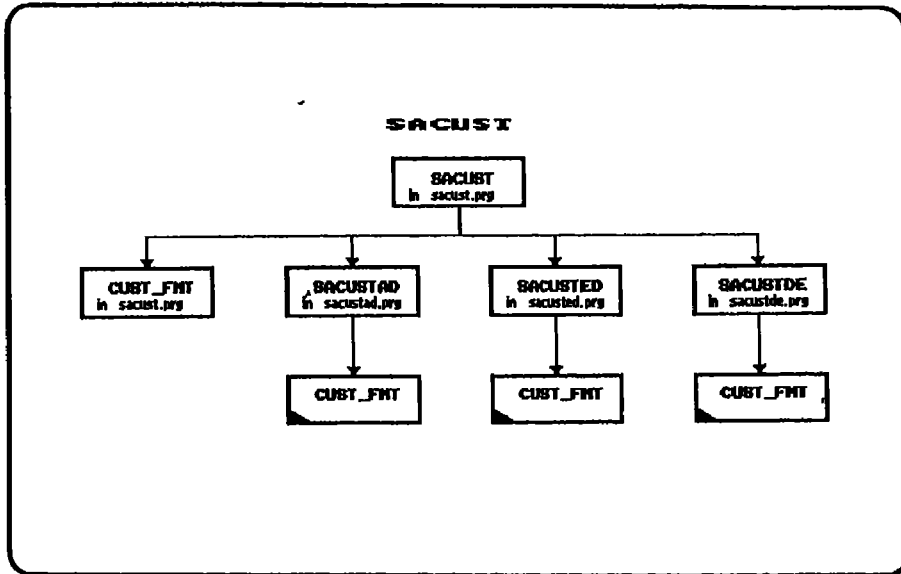 SACUST
SACUST
in sacust.prg
CUST_FMT
in sacust.prg
SACUSTAD
in sacustad.prg
SACUSTED
in sacusted.prg
SACUSTDE
in sacustde.prg
CUST_FMT
CUST_FMT
CUST_FMT